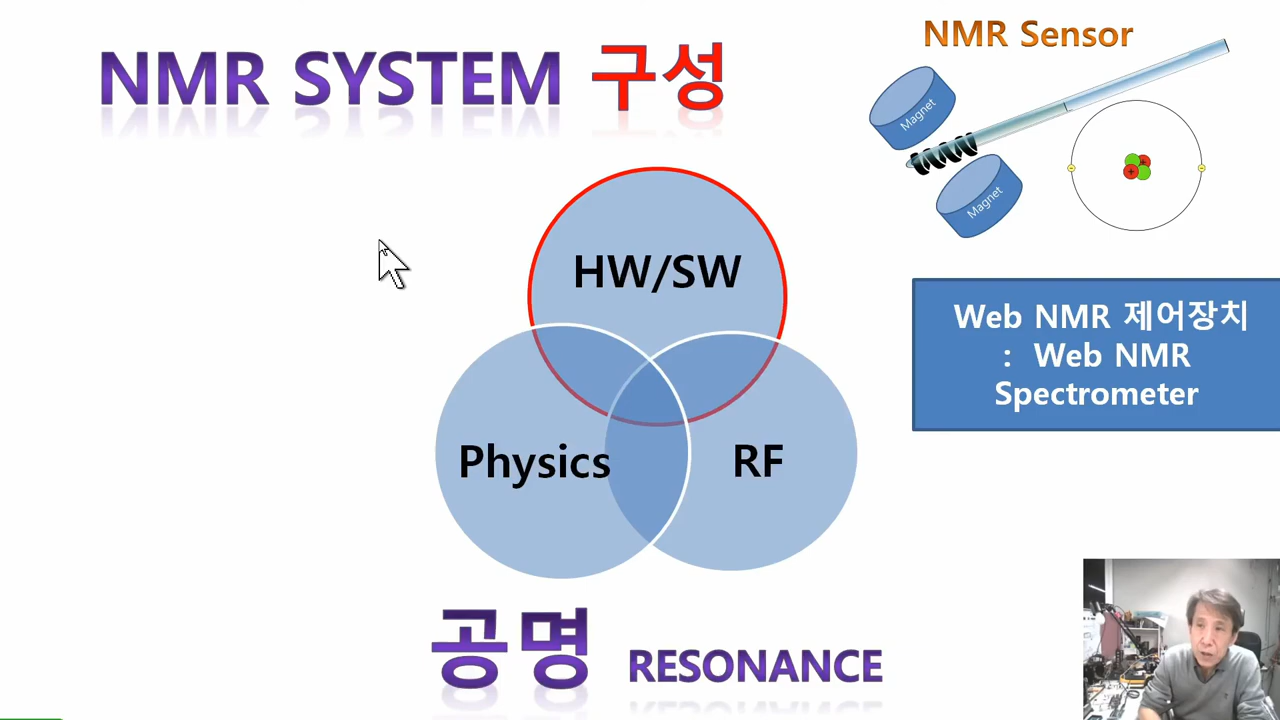 NMR SYSTEM 구성
NMR Sensor
Magnet
Magnet
HW/SW
Physics
RF
Web NMR 제어장치
: Web NMR
Spectrometer
공명 RESONANCE